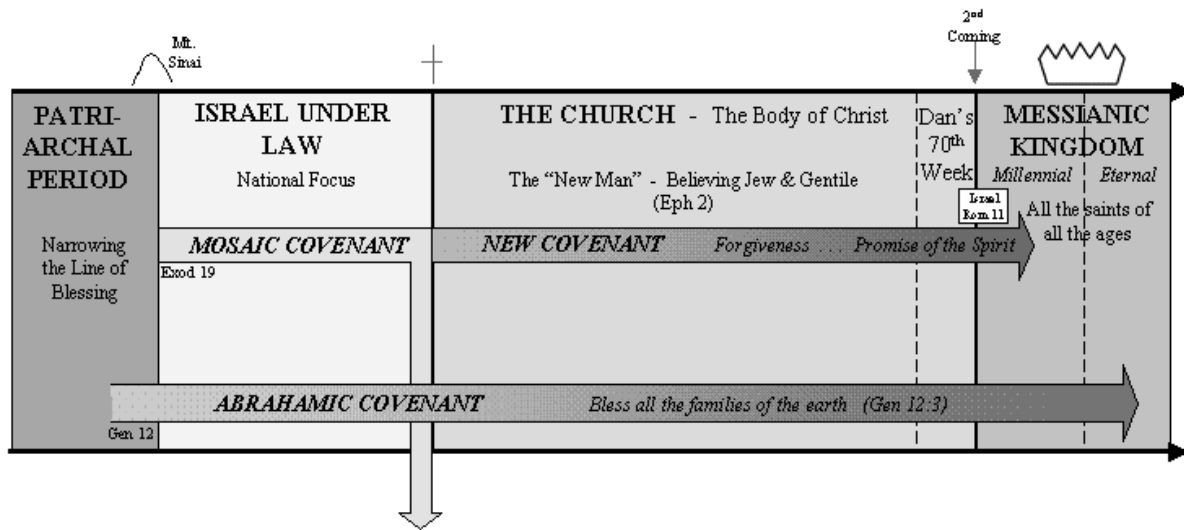 Mt.
Sinai
2nd
Coming
PATRI-
ARCHAL
PERIOD
Narrowing
the Line of
Blessing
ISRAEL UNDER
LAW
National Focus
THE CHURCH - The Body of Christ
The “New Man” - Believing Jew & Gentile
(Eph 2)
Dan’s
70th
Week
MESSIANIC
KINGDOM
Millennial Eternal
Israel
Rom 11
All the saints of
all the ages
MOSAIC COVENANT
NEW COVENANT Forgiveness .... Promise of the Spirit
Exod 19
ABRAHAMIC COVENANT Bless all the families of the earth (Gen 12:3)
Gen 12